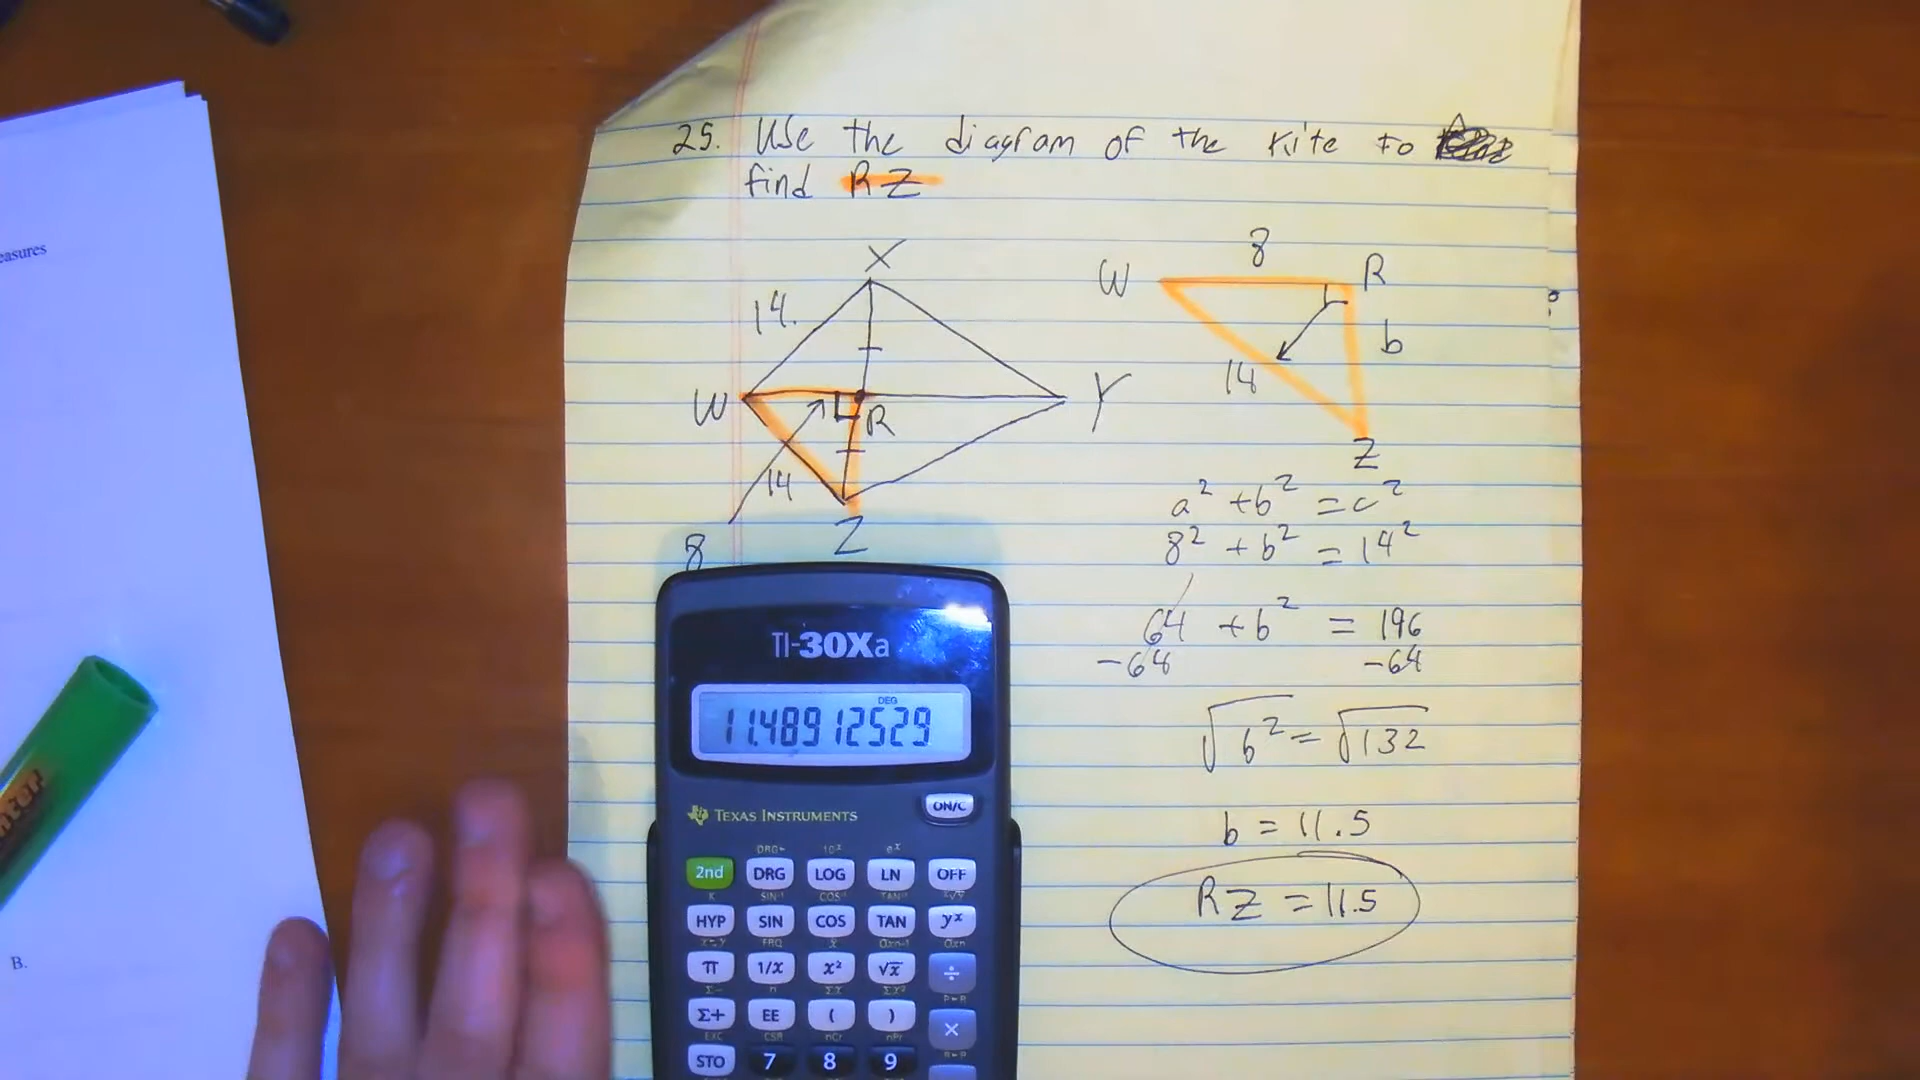 25. Use the diagram of the kite to
find RZ
X
14.
W
R
Y
14
Z
8
8
W
R
b
14
Z
a² + b² = c²
8² + b² = 14²
64 + b² = 196
-64 -64
√b² = √132
b = 11.5
RZ = 11.5
easures
B.
TI-30Xa
DEG
11.48912529
TEXAS INSTRUMENTS
ON/C
2nd DRG LOG LN OFF
HYP SIN COS TAN yˣ
π 1/x x² √x ÷
Σ+ EE ( ) ×
STO 7 8 9